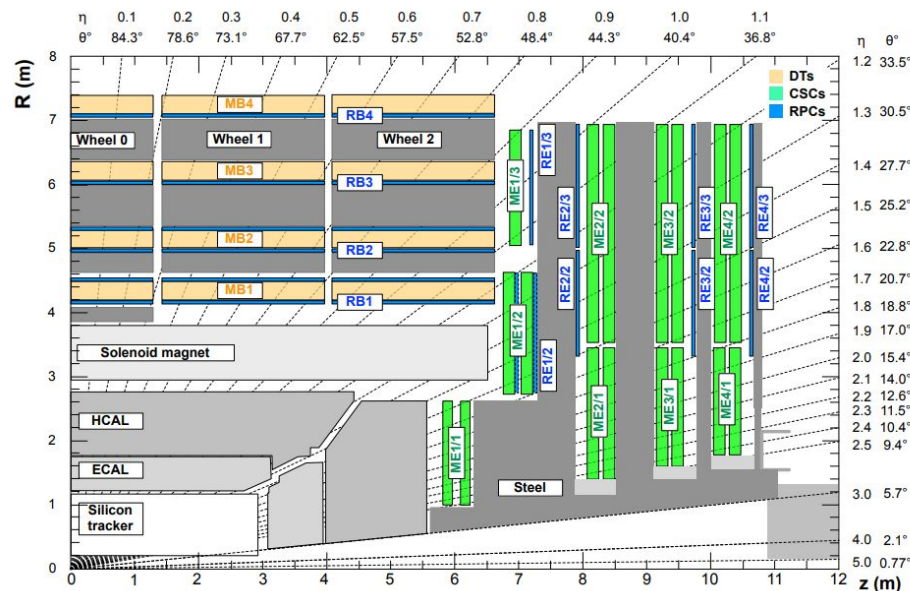 η 0.1 0.2 0.3 0.4 0.5 0.6 0.7 0.8 0.9 1.0 1.1
θ° 84.3° 78.6° 73.1° 67.7° 62.5° 57.5° 52.8° 48.4° 44.3° 40.4° 36.8° η θ°
R (m)
8
7
6
5
4
3
2
1
0
1.2 33.5°
1.3 30.5°
1.4 27.7°
1.5 25.2°
1.6 22.8°
1.7 20.7°
1.8 18.8°
1.9 17.0°
2.0 15.4°
2.1 14.0°
2.2 12.6°
2.3 11.5°
2.4 10.4°
2.5 9.4°
3.0 5.7°
4.0 2.1°
5.0 0.77°
DTs
CSCs
RPCs
MB4
RB4
Wheel 0
Wheel 1
Wheel 2
MB3
RB3
MB2
RB2
MB1
RB1
Solenoid magnet
HCAL
ECAL
Silicon
tracker
Steel
ME1/3
RE1/3
ME1/2
RE1/2
ME1/1
RE2/3
RE2/2
ME2/2
ME2/1
ME3/2
ME3/1
RE3/3
RE3/2
ME4/2
ME4/1
RE4/3
RE4/2
0 1 2 3 4 5 6 7 8 9 10 11 12
z (m)